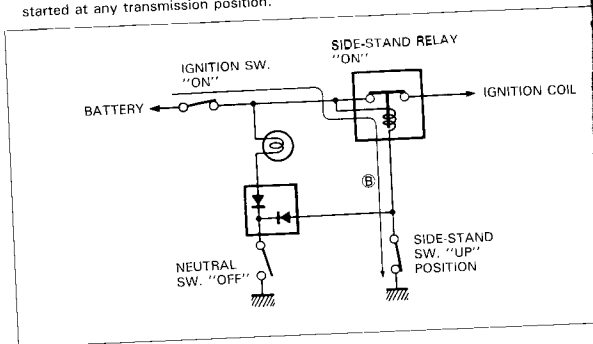 started at any transmission position.
SIDE-STAND RELAY
"ON"
IGNITION SW.
"ON"
BATTERY
IGNITION COIL
Ⓑ
NEUTRAL
SW. "OFF"
SIDE-STAND
SW. "UP"
POSITION